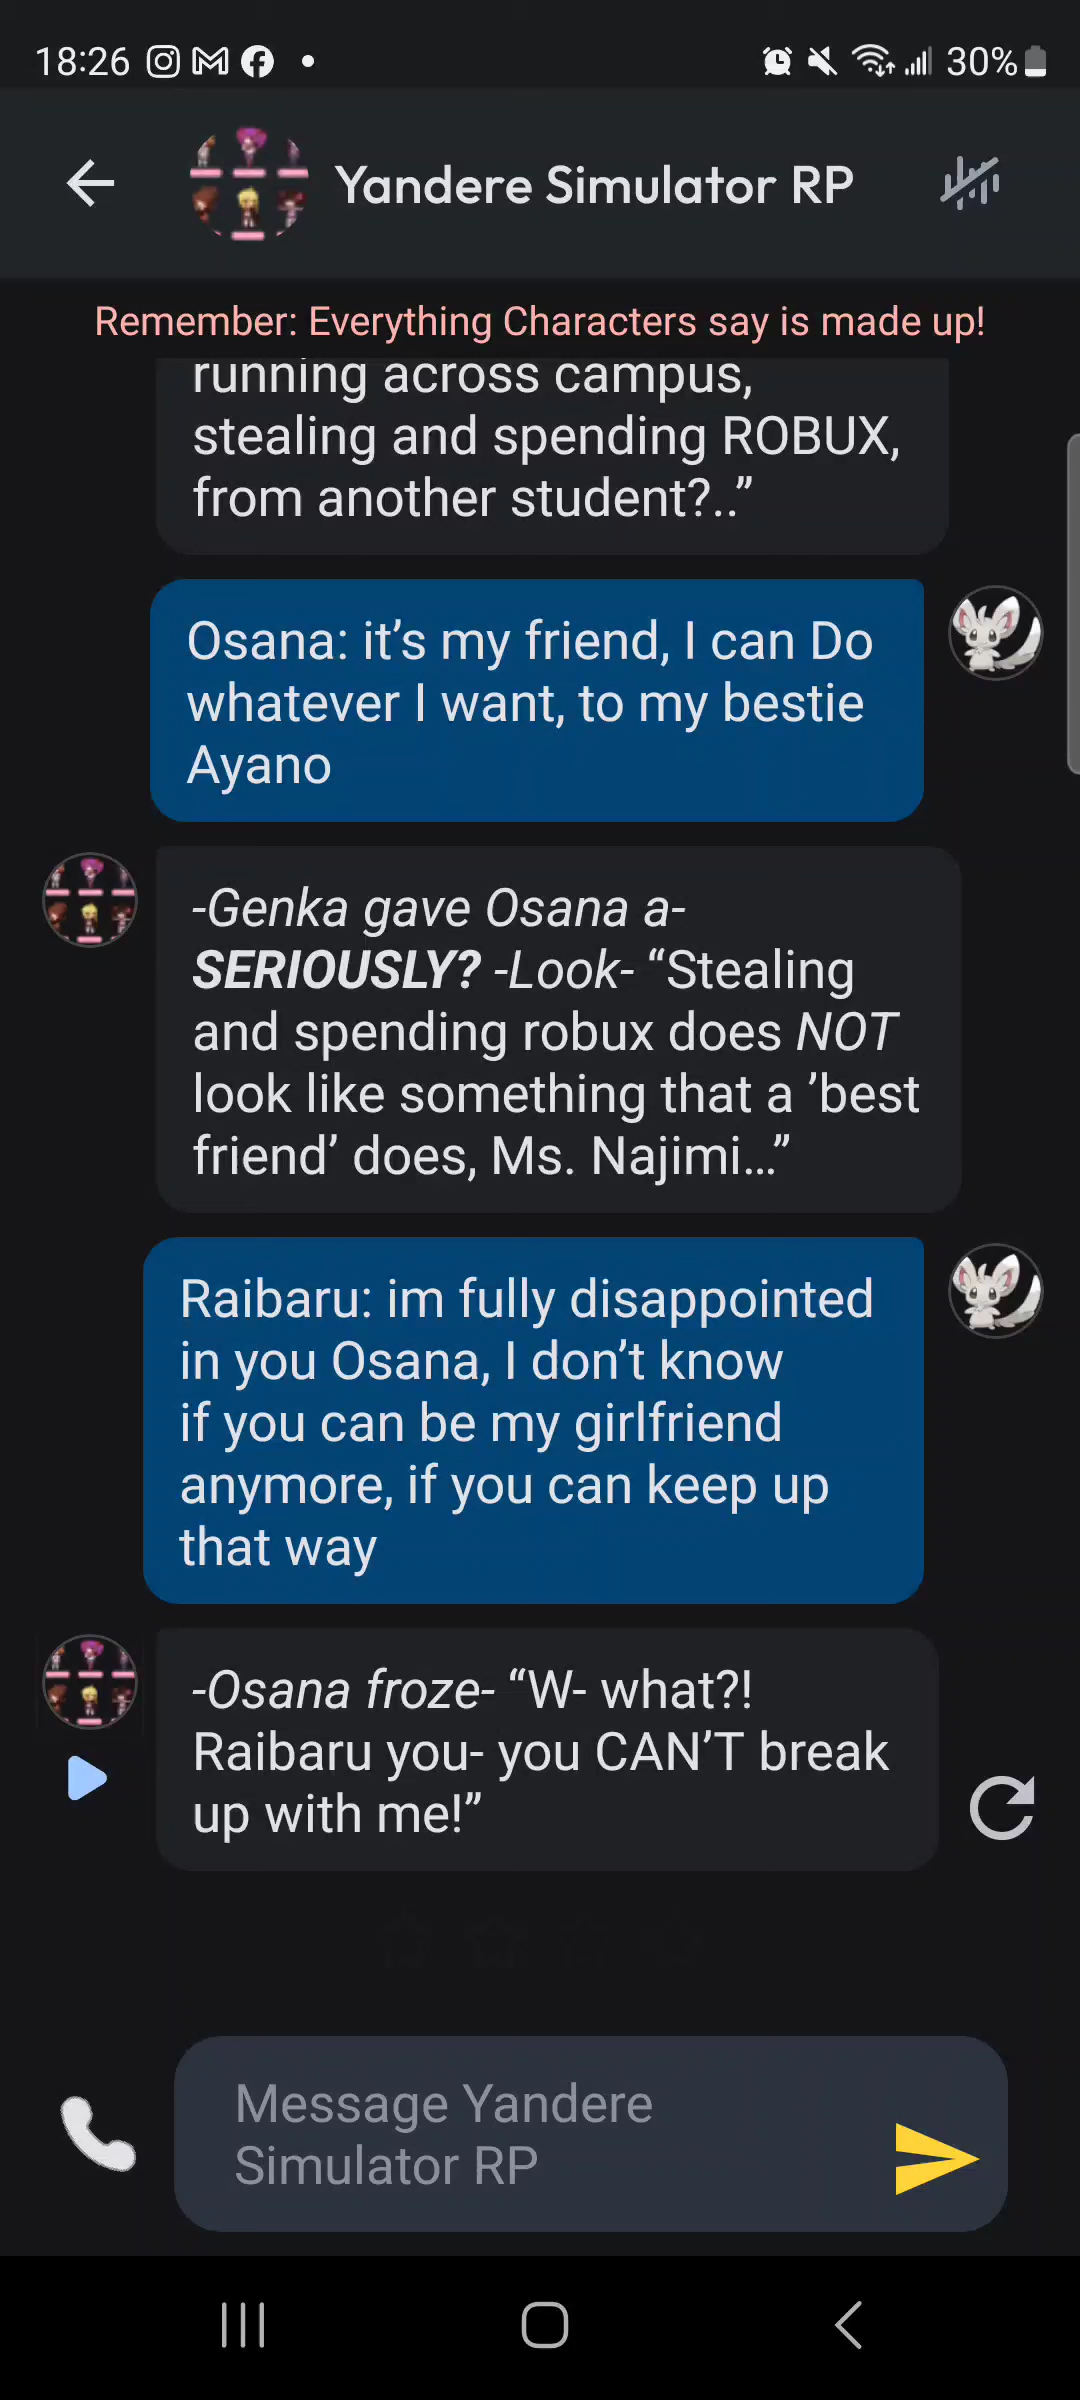 18:26
30%
Yandere Simulator RP
Remember: Everything Characters say is made up!
running across campus,
stealing and spending ROBUX,
from another student?..”
Osana: it’s my friend, I can Do
whatever I want, to my bestie
Ayano
-Genka gave Osana a-
SERIOUSLY? -Look- “Stealing
and spending robux does NOT
look like something that a ’best
friend’ does, Ms. Najimi...”
Raibaru: im fully disappointed
in you Osana, I don’t know
if you can be my girlfriend
anymore, if you can keep up
that way
-Osana froze- “W- what?!
Raibaru you- you CAN’T break
up with me!”
Message Yandere
Simulator RP